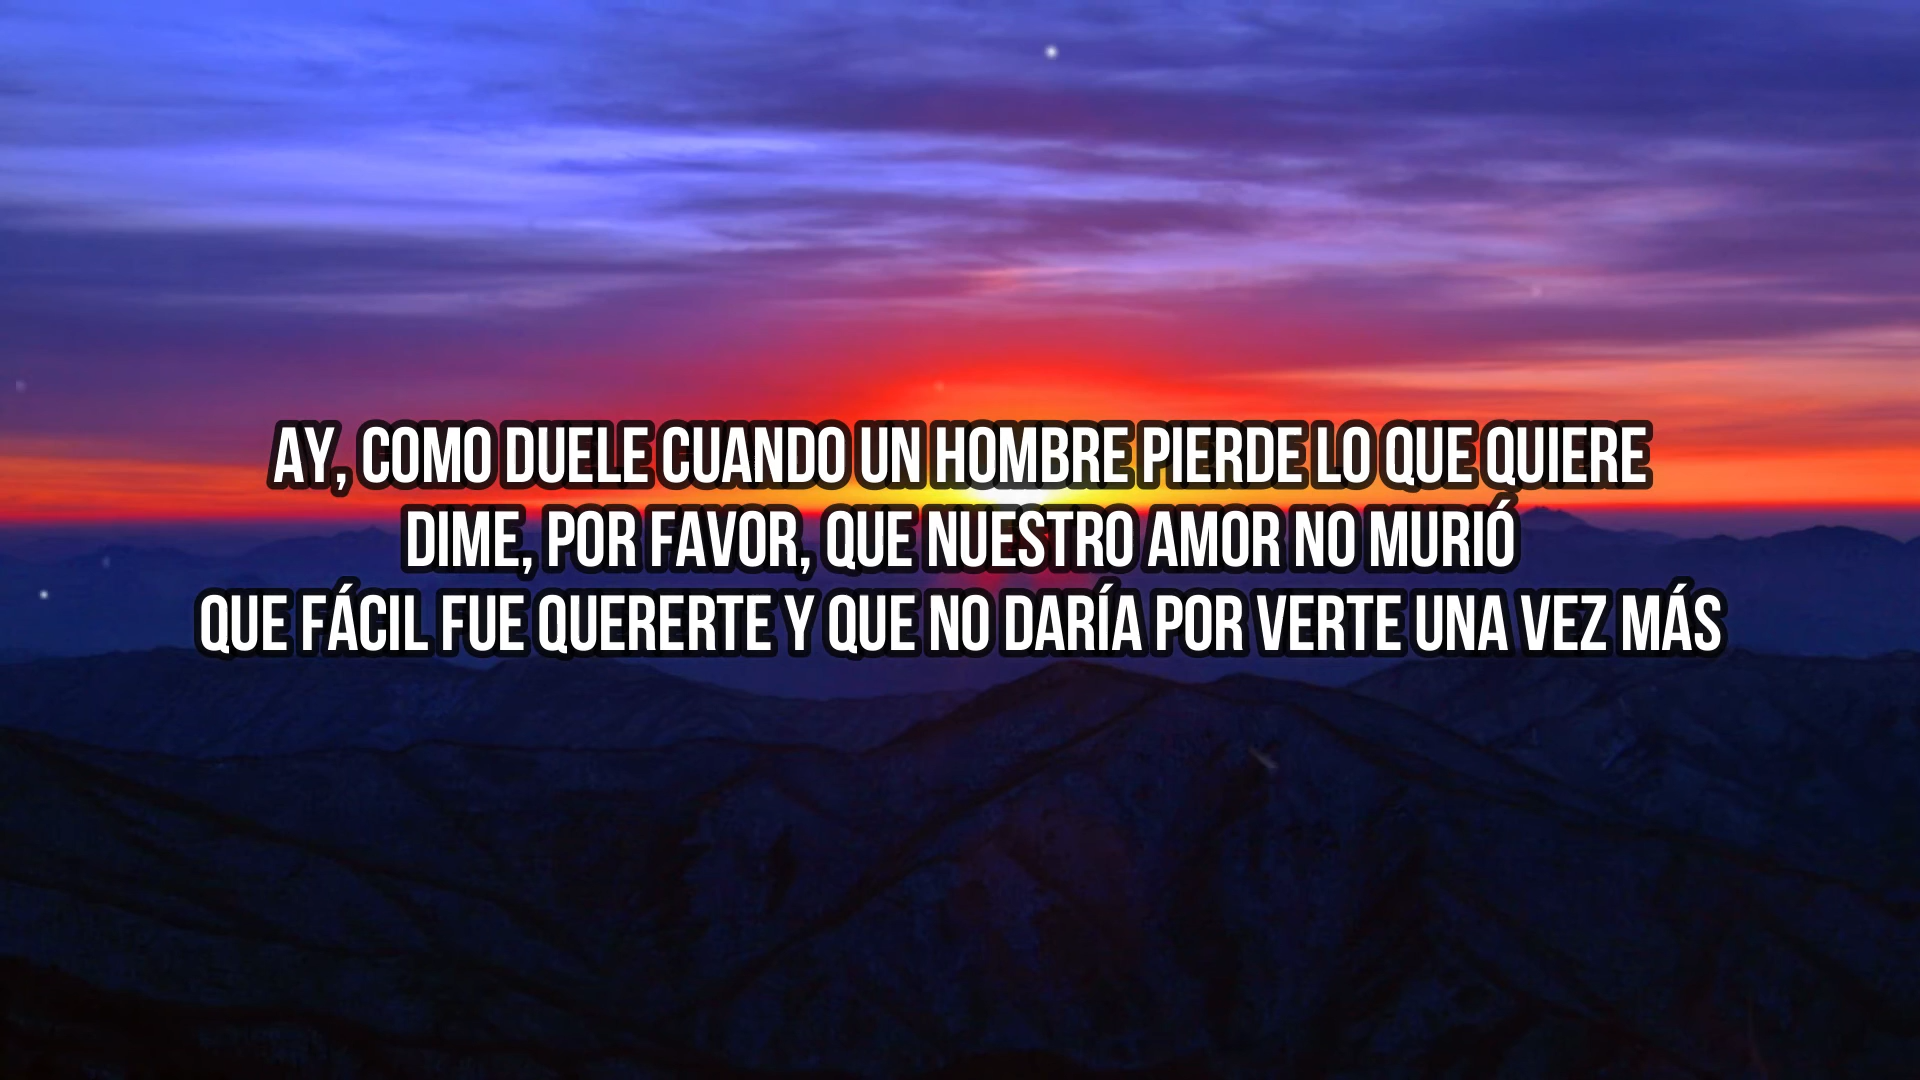 AY, COMO DUELE CUANDO UN HOMBRE PIERDE LO QUE QUIERE
DIME, POR FAVOR, QUE NUESTRO AMOR NO MURIÓ
QUE FÁCIL FUE QUERERTE Y QUE NO DARÍA POR VERTE UNA VEZ MÁS